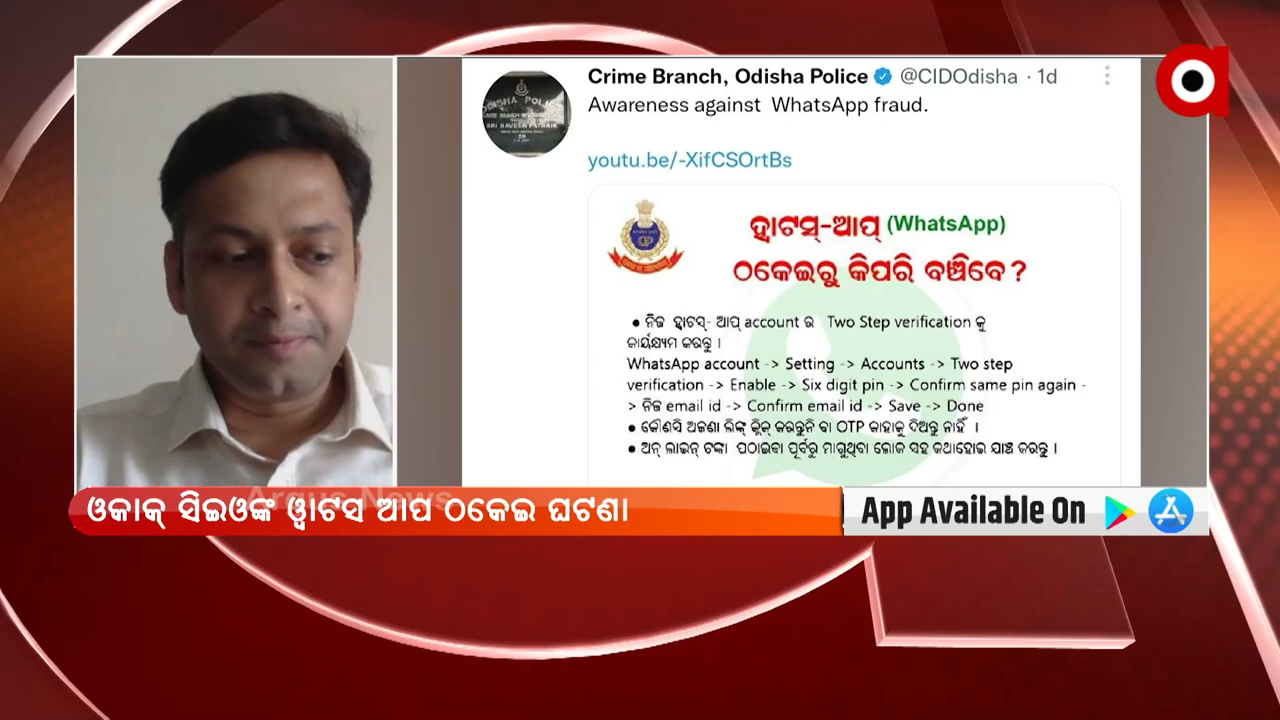 Crime Branch, Odisha Police @CIDOdisha · 1d
Awareness against WhatsApp fraud.
youtu.be/-XifCSOrtBs
ହ୍ୱାଟସ୍-ଆପ୍ (WhatsApp)
ଠକେଇରୁ କିପରି ବଞ୍ଚିବେ ?
● ନିଜ ହ୍ୱାଟସ୍- ଆପ୍ account ର Two Step verification କୁ
କାର୍ୟକ୍ଷମ କରନ୍ତୁ ।
WhatsApp account -> Setting -> Accounts -> Two step
verification -> Enable -> Six digit pin -> Confirm same pin again -
> ନିଜ email id -> Confirm email id -> Save -> Done
● କୌଣସି ଅଜଣା ଲିଙ୍କ୍ କ୍ଲିକ୍ କରନ୍ତୁନି ବା OTP କାହାକୁ ଦିଅନ୍ତୁ ନାହିଁ ।
● ଅନ୍ ଲାଇନ୍ ଟଙ୍କା ପଠାଇବା ପୂର୍ବରୁ ମାଗୁଥିବା ଲୋକ ସହ କଥାହୋଇ ଯାଞ୍ଚ କରନ୍ତୁ ।
Argus News
ଓକାକ୍ ସିଇଓଙ୍କ ୱାଟସ ଆପ ଠକେଇ ଘଟଣା
App Available On